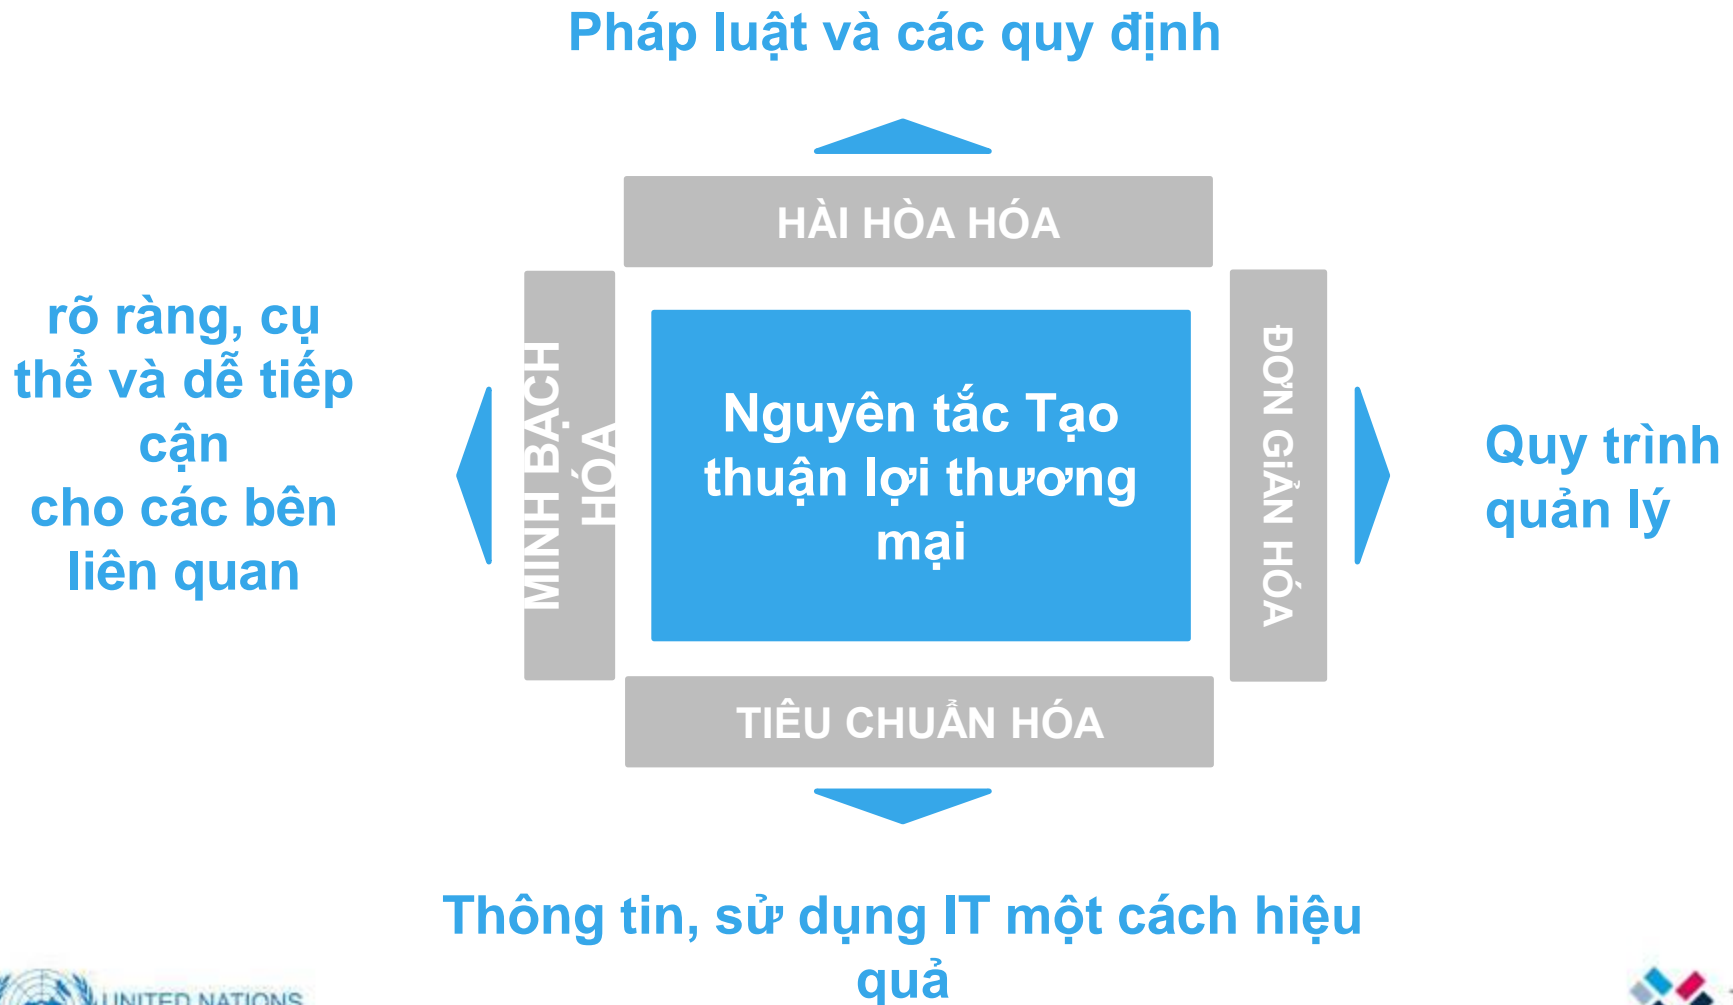 Pháp luật và các quy định
HÀI HÒA HÓA
rõ ràng, cụ
thể và dễ tiếp
cận
cho các bên
liên quan
MINH BẠCH
HÓA
Nguyên tắc Tạo
thuận lợi thương
mại
ĐƠN GiẢN HÓA
Quy trình
quản lý
TIÊU CHUẨN HÓA
Thông tin, sử dụng IT một cách hiệu
quả
UNITED NATIONS